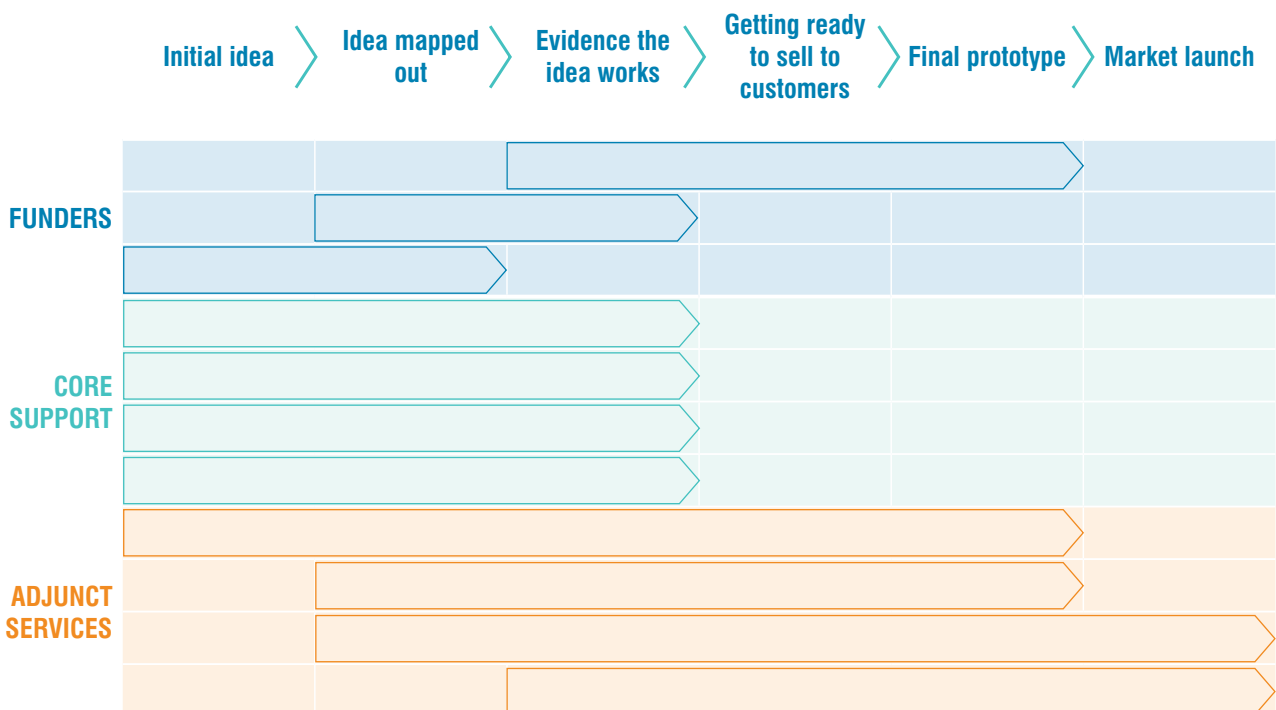 Initial idea
Idea mapped
out
Evidence the
idea works
Getting ready
to sell to
customers
Final prototype
Market launch
FUNDERS
CORE
SUPPORT
ADJUNCT
SERVICES